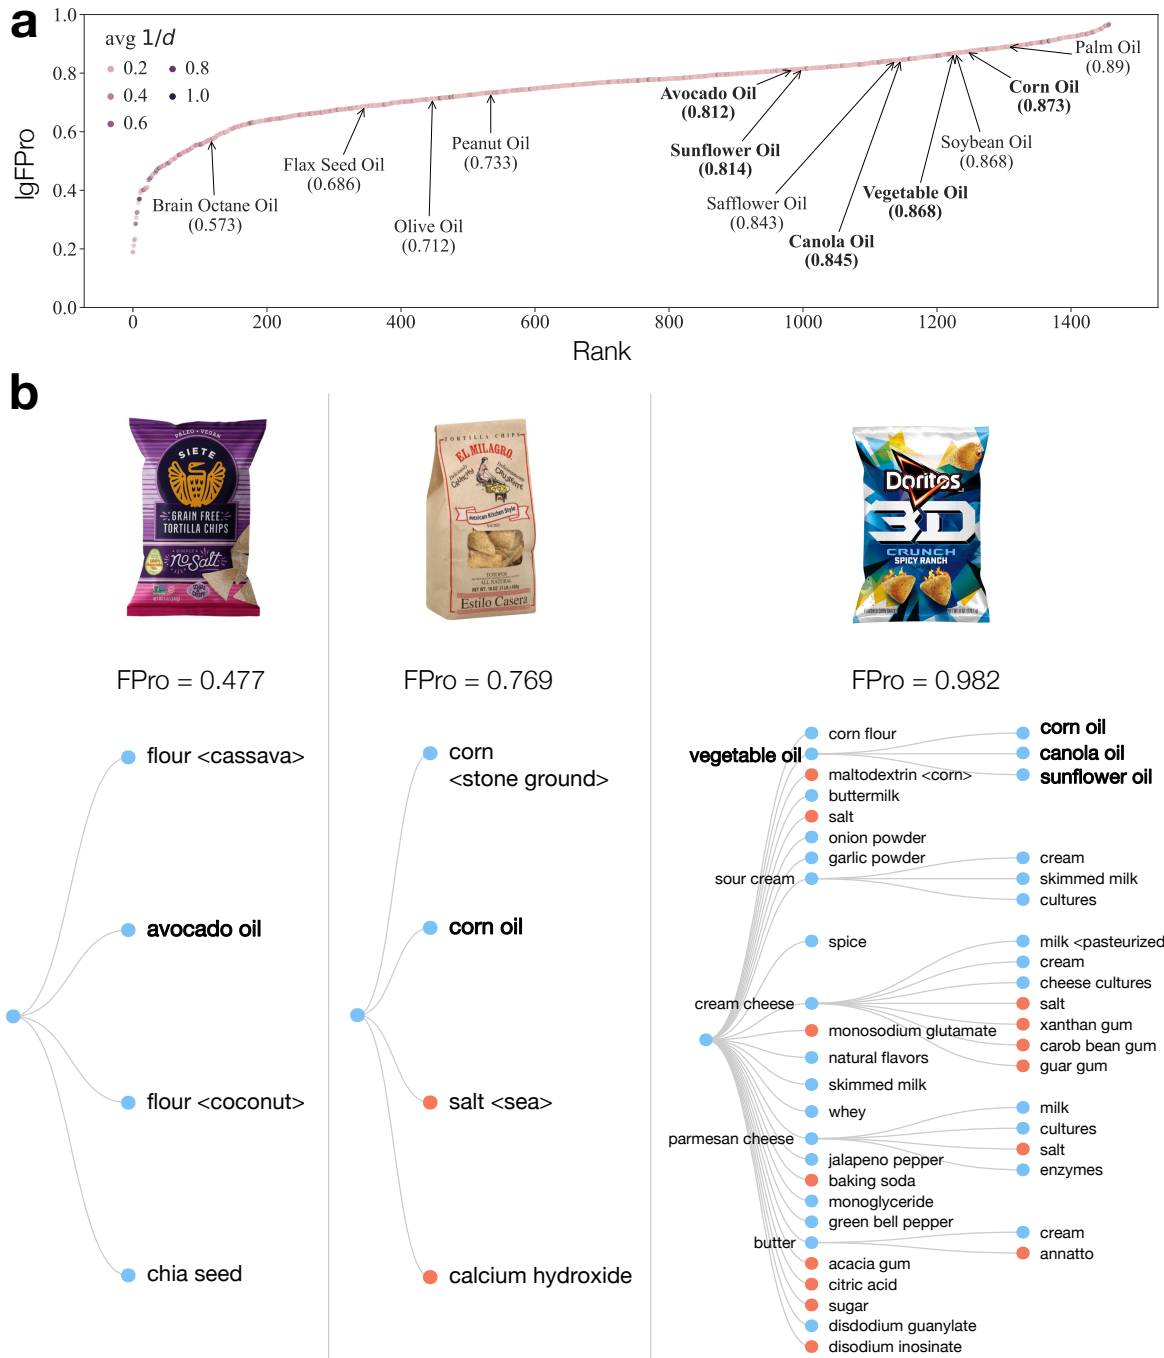 a
1.0
0.8
0.6
0.4
0.2
0.0
IgFPro
avg 1/d
0.2
0.8
0.4
1.0
0.6
Brain Octane Oil
(0.573)
Flax Seed Oil
(0.686)
Olive Oil
(0.712)
Peanut Oil
(0.733)
Avocado Oil
(0.812)
Sunflower Oil
(0.814)
Safflower Oil
(0.843)
Canola Oil
(0.845)
Vegetable Oil
(0.868)
Soybean Oil
(0.868)
Corn Oil
(0.873)
Palm Oil
(0.89)
0 200 400 600 800 1000 1200 1400
Rank
b
PALEO • VEGAN
SIETE
GRAIN FREE
TORTILLA CHIPS
no Salt
TORTILLA CHIPS
EL MILAGRO
Mexican Kitchen Style
ALL NATURAL
Estilo Casera
Doritos
3D
CRUNCH
SPICY RANCH
FPro = 0.477
flour <cassava>
avocado oil
flour <coconut>
chia seed
FPro = 0.769
corn
<stone ground>
corn oil
salt <sea>
calcium hydroxide
FPro = 0.982
corn flour
vegetable oil
corn oil
canola oil
sunflower oil
maltodextrin <corn>
buttermilk
salt
onion powder
garlic powder
sour cream
cream
skimmed milk
cultures
spice
cream cheese
milk <pasteurized
cream
cheese cultures
salt
xanthan gum
carob bean gum
guar gum
monosodium glutamate
natural flavors
skimmed milk
whey
parmesan cheese
milk
cultures
salt
enzymes
jalapeno pepper
baking soda
monoglyceride
green bell pepper
butter
cream
annatto
acacia gum
citric acid
sugar
disdodium guanylate
disodium inosinate